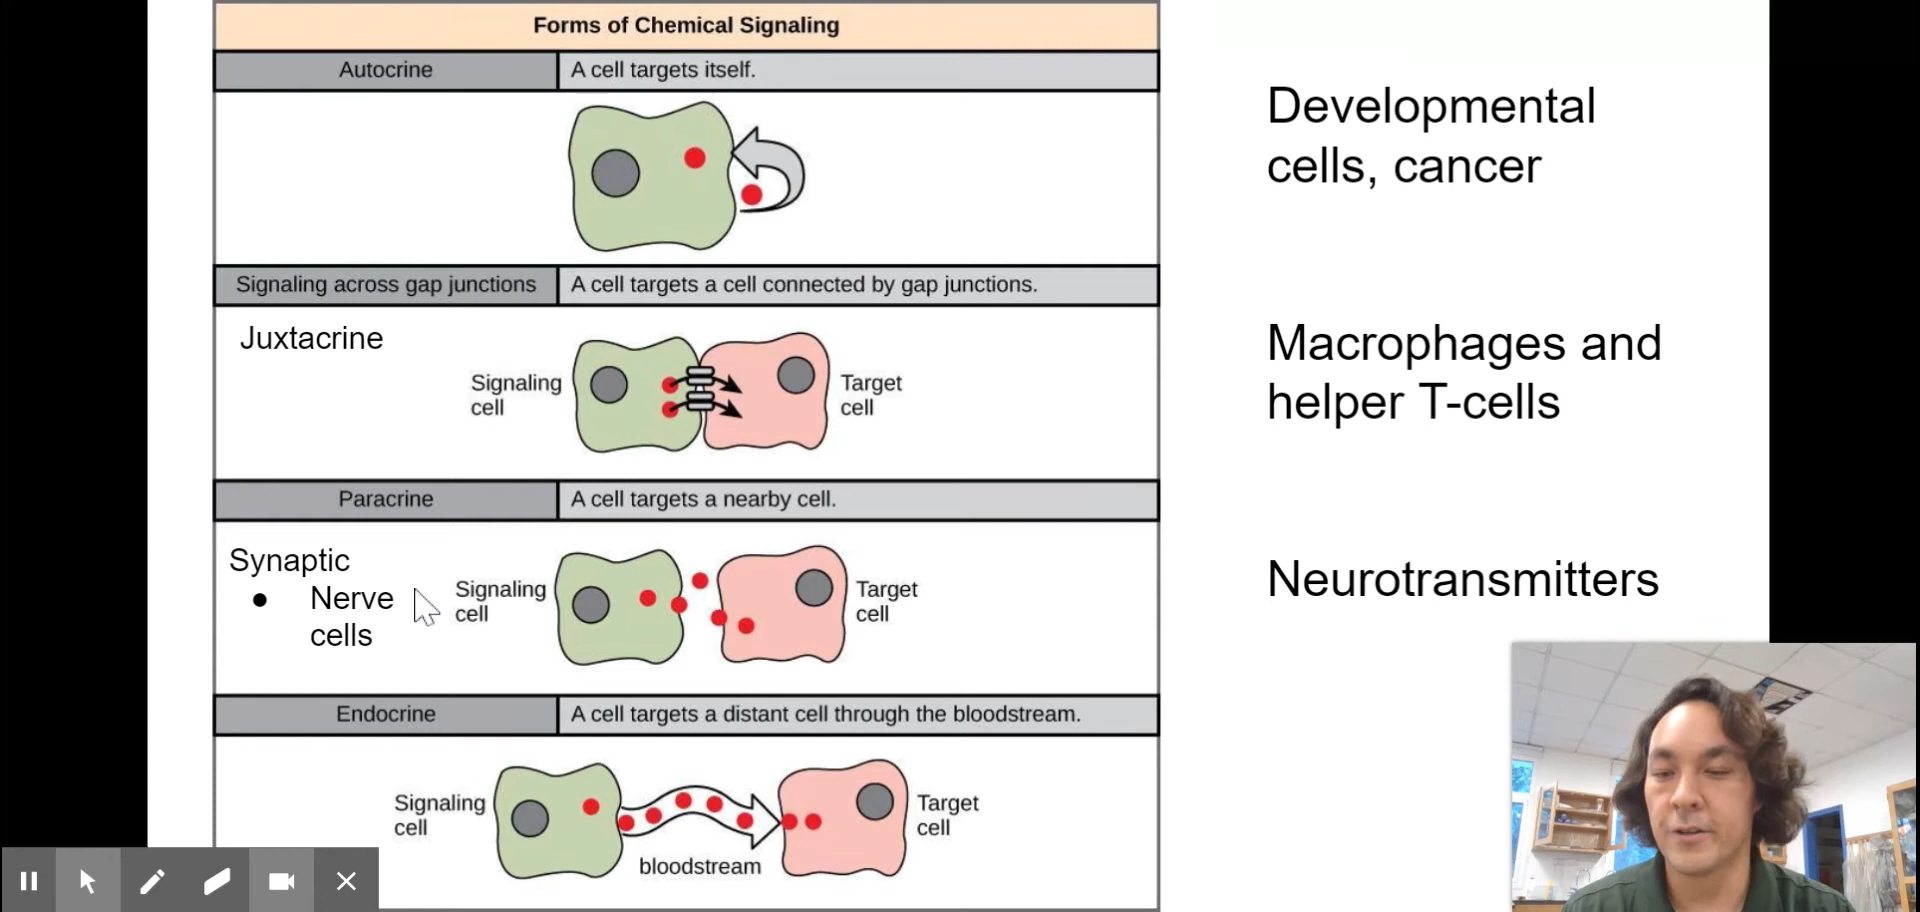 Forms of Chemical Signaling
Autocrine
A cell targets itself.
Developmental
cells, cancer
Signaling across gap junctions
A cell targets a cell connected by gap junctions.
Juxtacrine
Signaling
cell
Target
cell
Macrophages and
helper T-cells
Paracrine
A cell targets a nearby cell.
Synaptic
● Nerve
cells
Signaling
cell
Target
cell
Neurotransmitters
Endocrine
A cell targets a distant cell through the bloodstream.
Signaling
cell
bloodstream
Target
cell